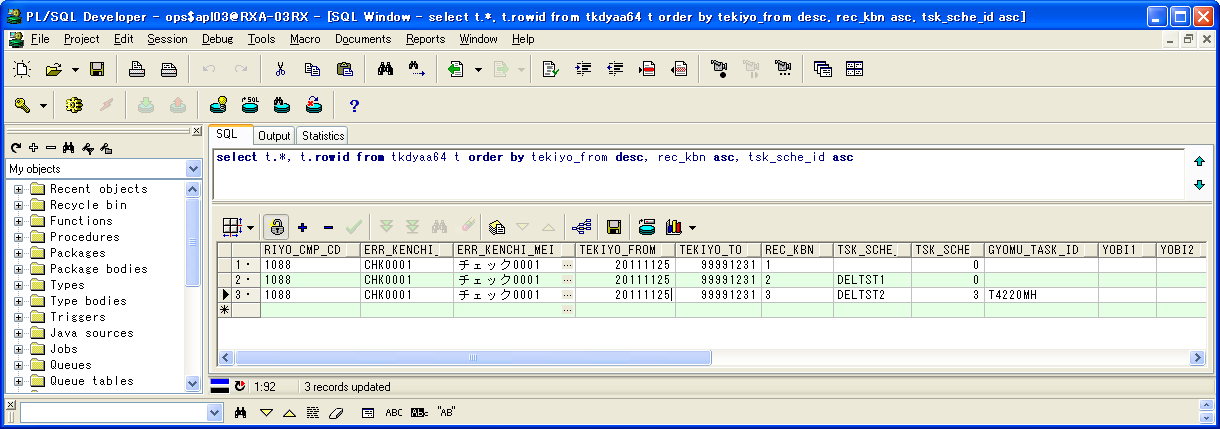 PL/SQL Developer - ops$apl03@RXA-03RX - [SQL Window - select t.*, t.rowid from tkdyaa64 t order by tekiyo_from desc, rec_kbn asc, tsk_sche_id asc]
File Project Edit Session Debug Tools Macro Documents Reports Window Help
SQL
?
SQL Output Statistics
select t.*, t.rowid from tkdyaa64 t order by tekiyo_from desc, rec_kbn asc, tsk_sche_id asc
My objects
Recent objects
Recycle bin
Functions
Procedures
Packages
Package bodies
Types
Type bodies
Triggers
Java sources
Jobs
Queues
Queue tables
RIYO_CMP_CD ERR_KENCHI_ ERR_KENCHI_MEI TEKIYO_FROM TEKIYO_TO REC_KBN TSK_SCHE_ TSK_SCHE GYOMU_TASK_ID YOBI1 YOBI2
1 1088 CHK0001 チェック0001 ... 20111125 99991231 1 0
2 1088 CHK0001 チェック0001 ... 20111125 99991231 2 DELTST1 0
3 1088 CHK0001 チェック0001 ... 20111125 99991231 3 DELTST2 3 T4220MH
* ...
1:92 3 records updated
ABC "AB"